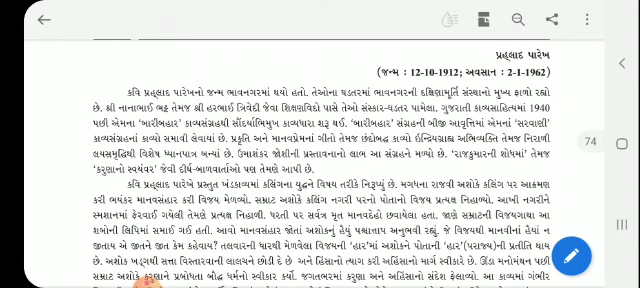 પ્રહ્લાદ પારેખ
(જન્મ : 12-10-1912; અવસાન : 2-1-1962)
કવિ પ્રહ્લાદ પારેખનો જન્મ ભાવનગરમાં થયો હતો. તેઓના ઘડતરમાં ભાવનગરની દક્ષિણામૂર્તિ સંસ્થાનો મુખ્ય ફાળો રહ્યો
છે. શ્રી નાનાભાઈ ભટ્ટ તેમજ શ્રી હરભાઈ ત્રિવેદી જેવા શિક્ષણવિદો પાસે તેઓ સંસ્કાર-ઘડતર પામેલા. ગુજરાતી કાવ્યસાહિત્યમાં 1940
પછી એમના 'બારીબહાર' કાવ્યસંગ્રહથી સૌંદર્યાભિમુખ કાવ્યધારા શરૂ થઈ. 'બારીબહાર' સંગ્રહની બીજી આવૃત્તિમાં એમનાં 'સરવાણી'
કાવ્યસંગ્રહનાં કાવ્યો સમાવી લેવાયાં છે. પ્રકૃતિ અને માનવપ્રેમનાં ગીતો તેમજ છંદોબદ્ધ કાવ્યો ઇન્દ્રિયગ્રાહ્ય અભિવ્યક્તિ તેમજ નિરાળી
લયસમૃદ્ધિથી વિશેષ ધ્યાનપાત્ર બન્યાં છે. ઉમાશંકર જોશીની પ્રસ્તાવનાનો લાભ આ સંગ્રહને મળ્યો છે. 'રાજકુમારની શોધમાં' તેમજ
'કરુણાનો સ્વયંવર' જેવી દીર્ઘ-બાળવાર્તાઓ પણ તેમણે આપી છે.
કવિ પ્રહ્લાદ પારેખે પ્રસ્તુત ખંડકાવ્યમાં કલિંગના યુદ્ધને વિષય તરીકે નિરૂપ્યું છે. મગધના રાજવી અશોકે કલિંગ પર આક્રમણ
કરી ભયંકર માનવસંહાર કરી વિજય મેળવ્યો. સમ્રાટ અશોકે કલિંગ નગરી પરનો પોતાનો વિજય પ્રત્યક્ષ નિહાળ્યો. આખી નગરીને
સ્મશાનમાં ફેરવાઈ ગયેલી તેમણે પ્રત્યક્ષ નિહાળી. ધરતી પર સર્વત્ર મૃત માનવદેહો છવાયેલા હતા. જાણે સમ્રાટની વિજયગાથા આ
શબોની લિપિમાં સમાઈ ગઈ હતી. આવો માનવસંહાર જોતાં અશોકનું હૈયું પશ્ચાત્તાપ અનુભવી રહ્યું. જે વિજયથી માનવીનાં હૈયાં ન
જીતાય એ જીતને જીત કેમ કહેવાય? તલવારની ધારથી મેળવેલા વિજયની 'હાર'માં અશોકને પોતાની 'હાર'(પરાજ્ય)ની પ્રતીતિ થાય
છે. અશોક ખડ્ગથી સત્તા વિસ્તારવાની લાલચને છોડી દે છે અને હિંસાનો ત્યાગ કરી અહિંસાનો માર્ગ સ્વીકારે છે. ઊંડા મનોમંથન પછી
સમ્રાટ અશોકે કરુણાને પ્રબોધતા બૌદ્ધ ધર્મનો સ્વીકાર કર્યો. જગતભરમાં કરુણા અને અહિંસાનો સંદેશ ફેલાવ્યો. આ કાવ્યમાં ગંભીર
74